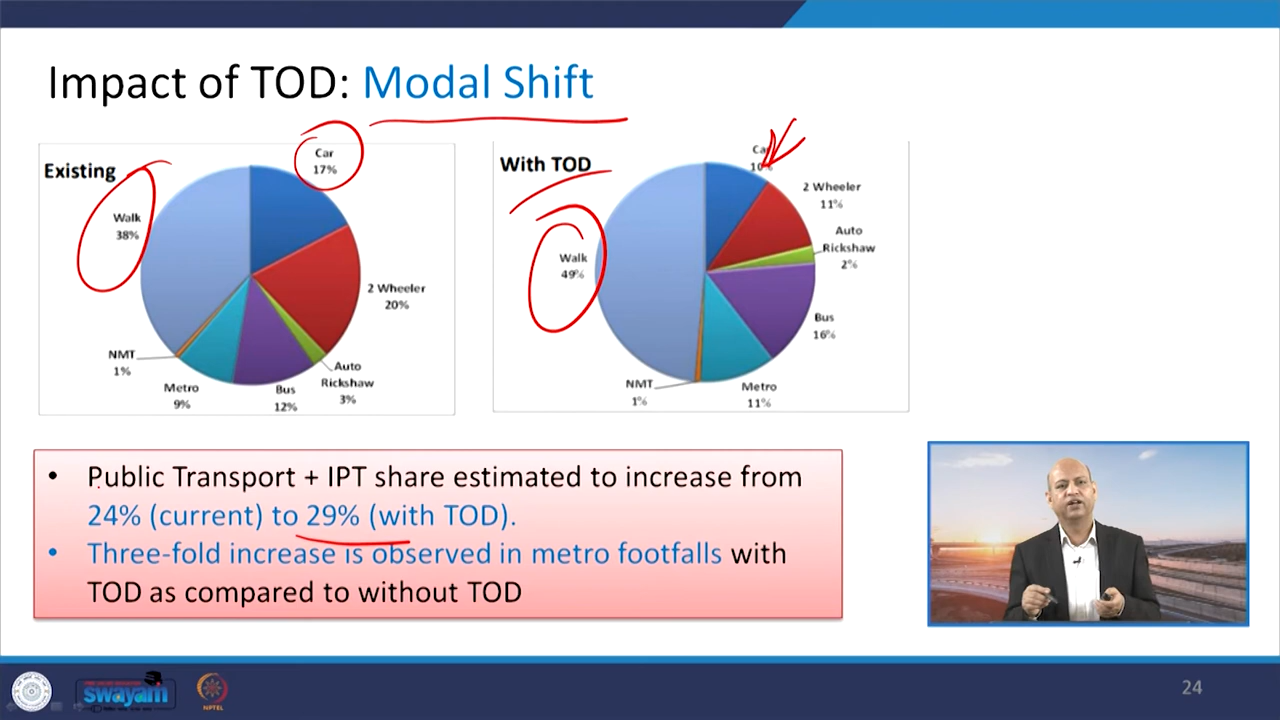 Impact of TOD: Modal Shift
Existing
Car
17%
Walk
38%
2 Wheeler
20%
NMT
1%
Metro
9%
Bus
12%
Auto
Rickshaw
3%
With TOD
Car
10%
2 Wheeler
11%
Auto
Rickshaw
2%
Walk
49%
Bus
16%
NMT
1%
Metro
11%
• Public Transport + IPT share estimated to increase from
24% (current) to 29% (with TOD).
• Three-fold increase is observed in metro footfalls with
TOD as compared to without TOD
swayam
NPTEL
24